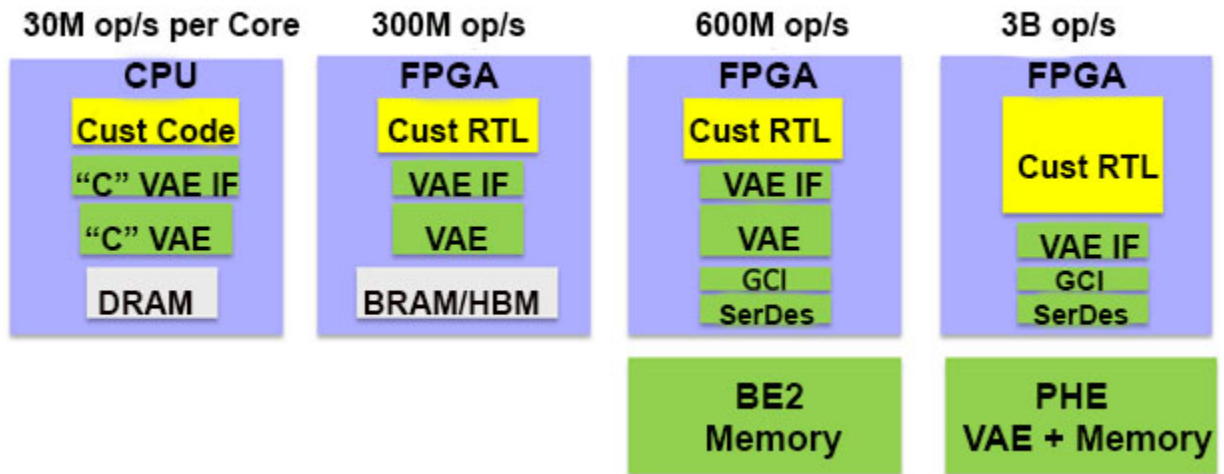 30M op/s per Core
CPU
Cust Code
“C” VAE IF
“C” VAE
DRAM
300M op/s
FPGA
Cust RTL
VAE IF
VAE
BRAM/HBM
600M op/s
FPGA
Cust RTL
VAE IF
VAE
GCI
SerDes
BE2
Memory
3B op/s
FPGA
Cust RTL
VAE IF
GCI
SerDes
PHE
VAE + Memory